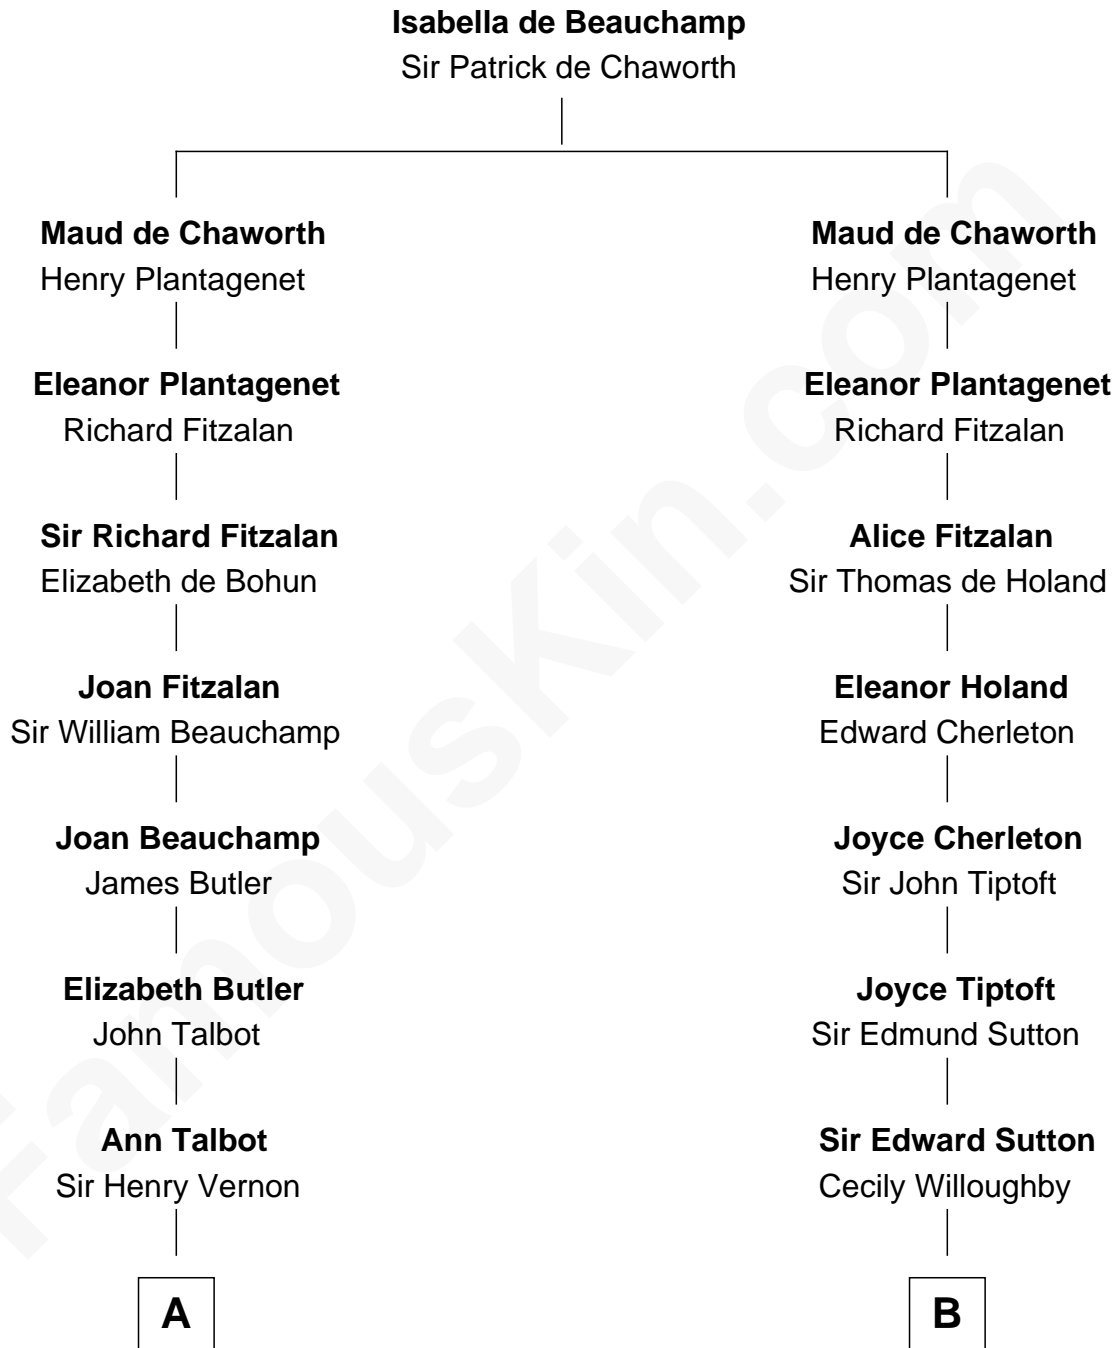 Isabella de Beauchamp
Sir Patrick de Chaworth
Maud de Chaworth
Henry Plantagenet
Maud de Chaworth
Henry Plantagenet
Eleanor Plantagenet
Richard Fitzalan
Eleanor Plantagenet
Richard Fitzalan
Sir Richard Fitzalan
Elizabeth de Bohun
Alice Fitzalan
Sir Thomas de Holand
Joan Fitzalan
Sir William Beauchamp
Eleanor Holand
Edward Cherleton
Joan Beauchamp
James Butler
Joyce Cherleton
Sir John Tiptoft
Elizabeth Butler
John Talbot
Joyce Tiptoft
Sir Edmund Sutton
Ann Talbot
Sir Henry Vernon
Sir Edward Sutton
Cecily Willoughby
A
B
FamousKin.com